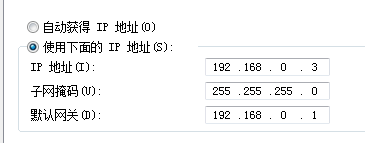 自动获得 IP 地址(O)
使用下面的 IP 地址(S):
IP 地址(I): 192 .168 . 0 . 3
子网掩码(U): 255 .255 .255 . 0
默认网关(D): 192 .168 . 0 . 1